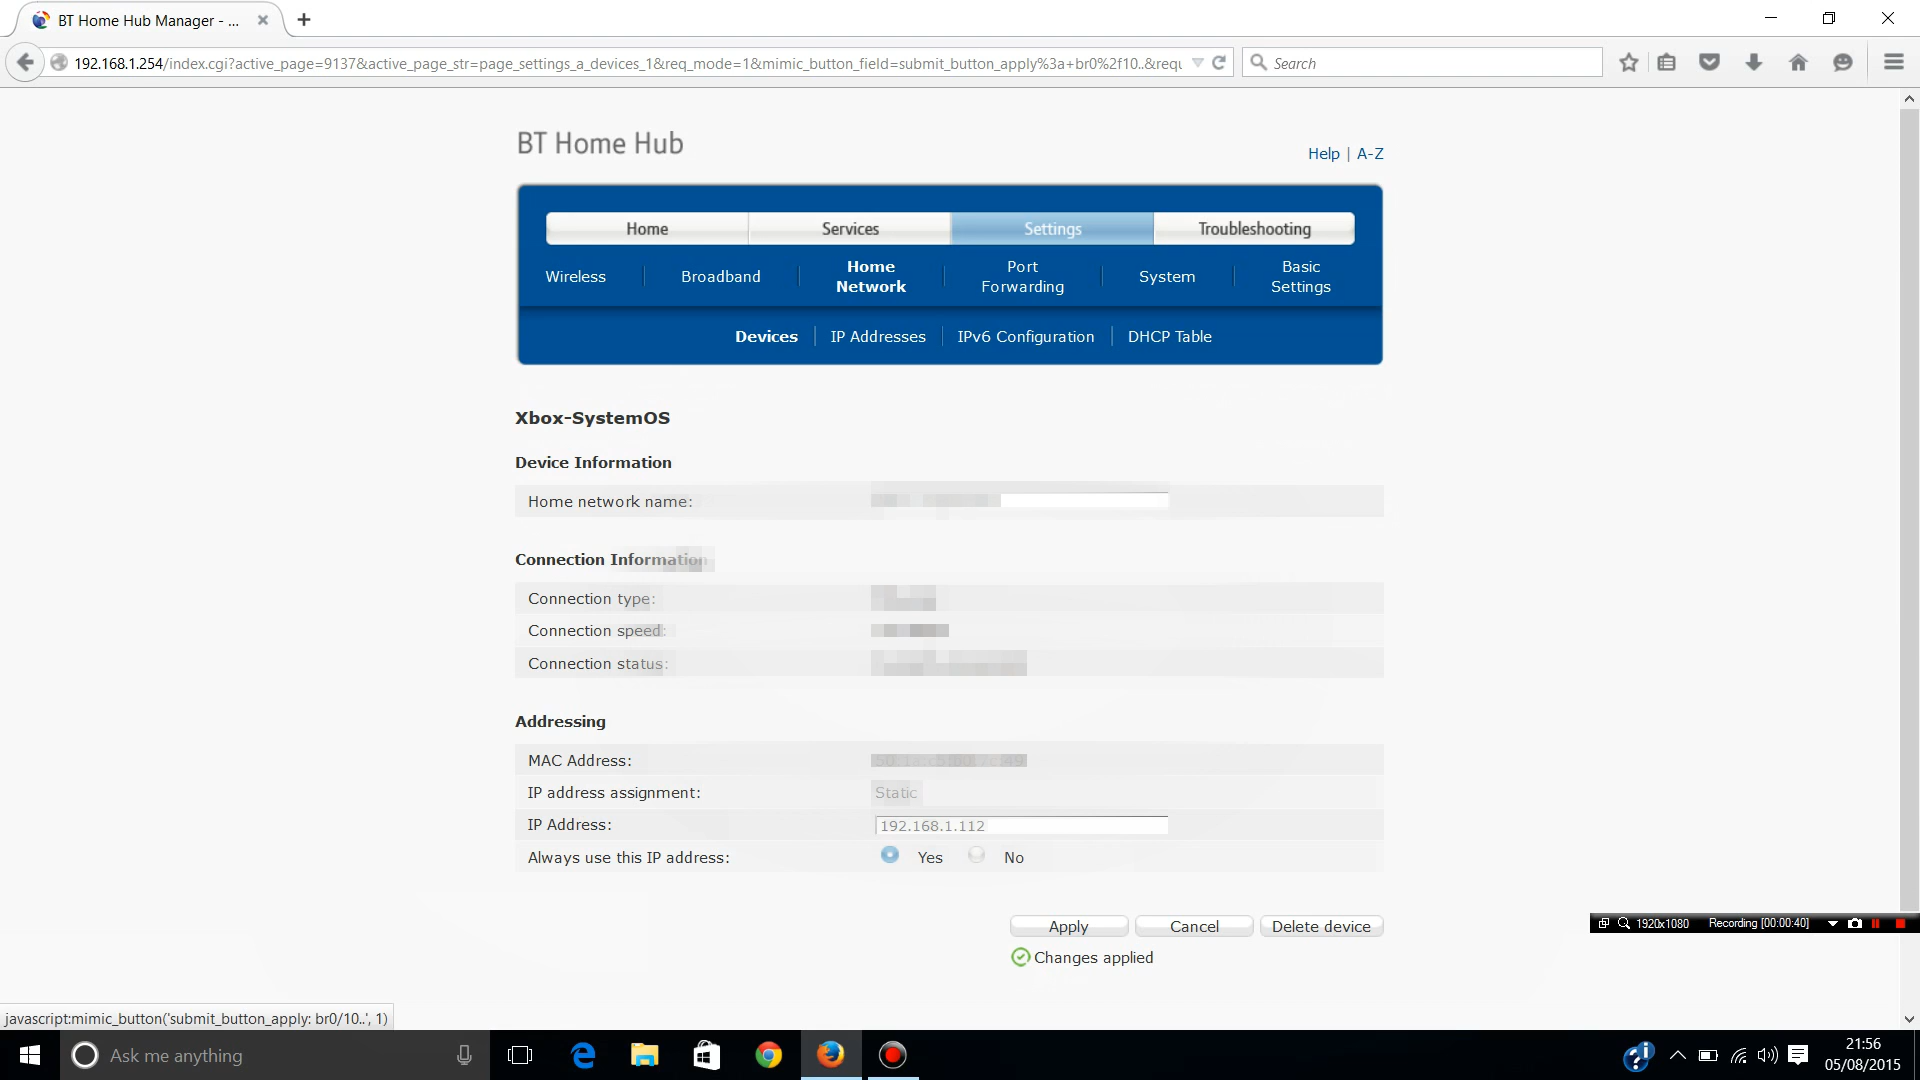 BT Home Hub Manager - ...
192.168.1.254/index.cgi?active_page=9137&active_page_str=page_settings_a_devices_1&req_mode=1&mimic_button_field=submit_button_apply%3a+br0%2f10..&requ
Search
BT Home Hub
Help | A-Z
Home
Services
Settings
Troubleshooting
Wireless
Broadband
Home
Network
Port
Forwarding
System
Basic
Settings
Devices
IP Addresses
IPv6 Configuration
DHCP Table
Xbox-SystemOS
Device Information
Home network name:
Connection Information
Connection type:
Connection speed:
Connection status:
Addressing
MAC Address:
IP address assignment: Static
IP Address: 192.168.1.112
Always use this IP address: Yes No
Apply
Cancel
Delete device
1920x1080 Recording [00:00:40]
Changes applied
javascript:mimic_button('submit_button_apply: br0/10..', 1)
Ask me anything
21:56
05/08/2015